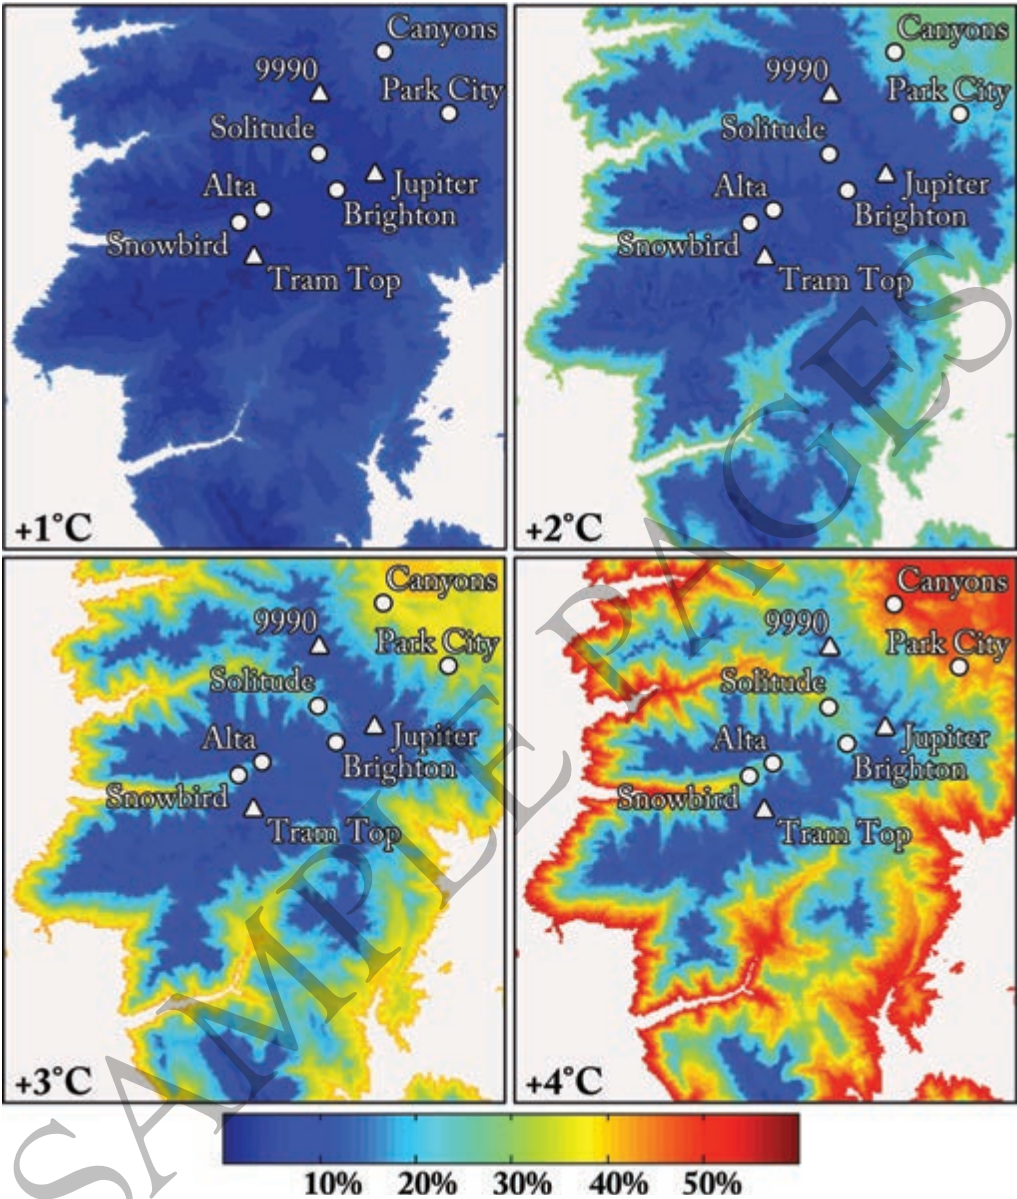 Canyons
9990
Park City
Solitude
Alta
Jupiter
Brighton
Snowbird
Tram Top
+1°C
Canyons
9990
Park City
Solitude
Alta
Jupiter
Brighton
Snowbird
Tram Top
+2°C
Canyons
9990
Park City
Solitude
Alta
Jupiter
Brighton
Snowbird
Tram Top
+3°C
Canyons
9990
Park City
Solitude
Alta
Jupiter
Brighton
Snowbird
Tram Top
+4°C
10% 20% 30% 40% 50%
SAMPLE PAGES